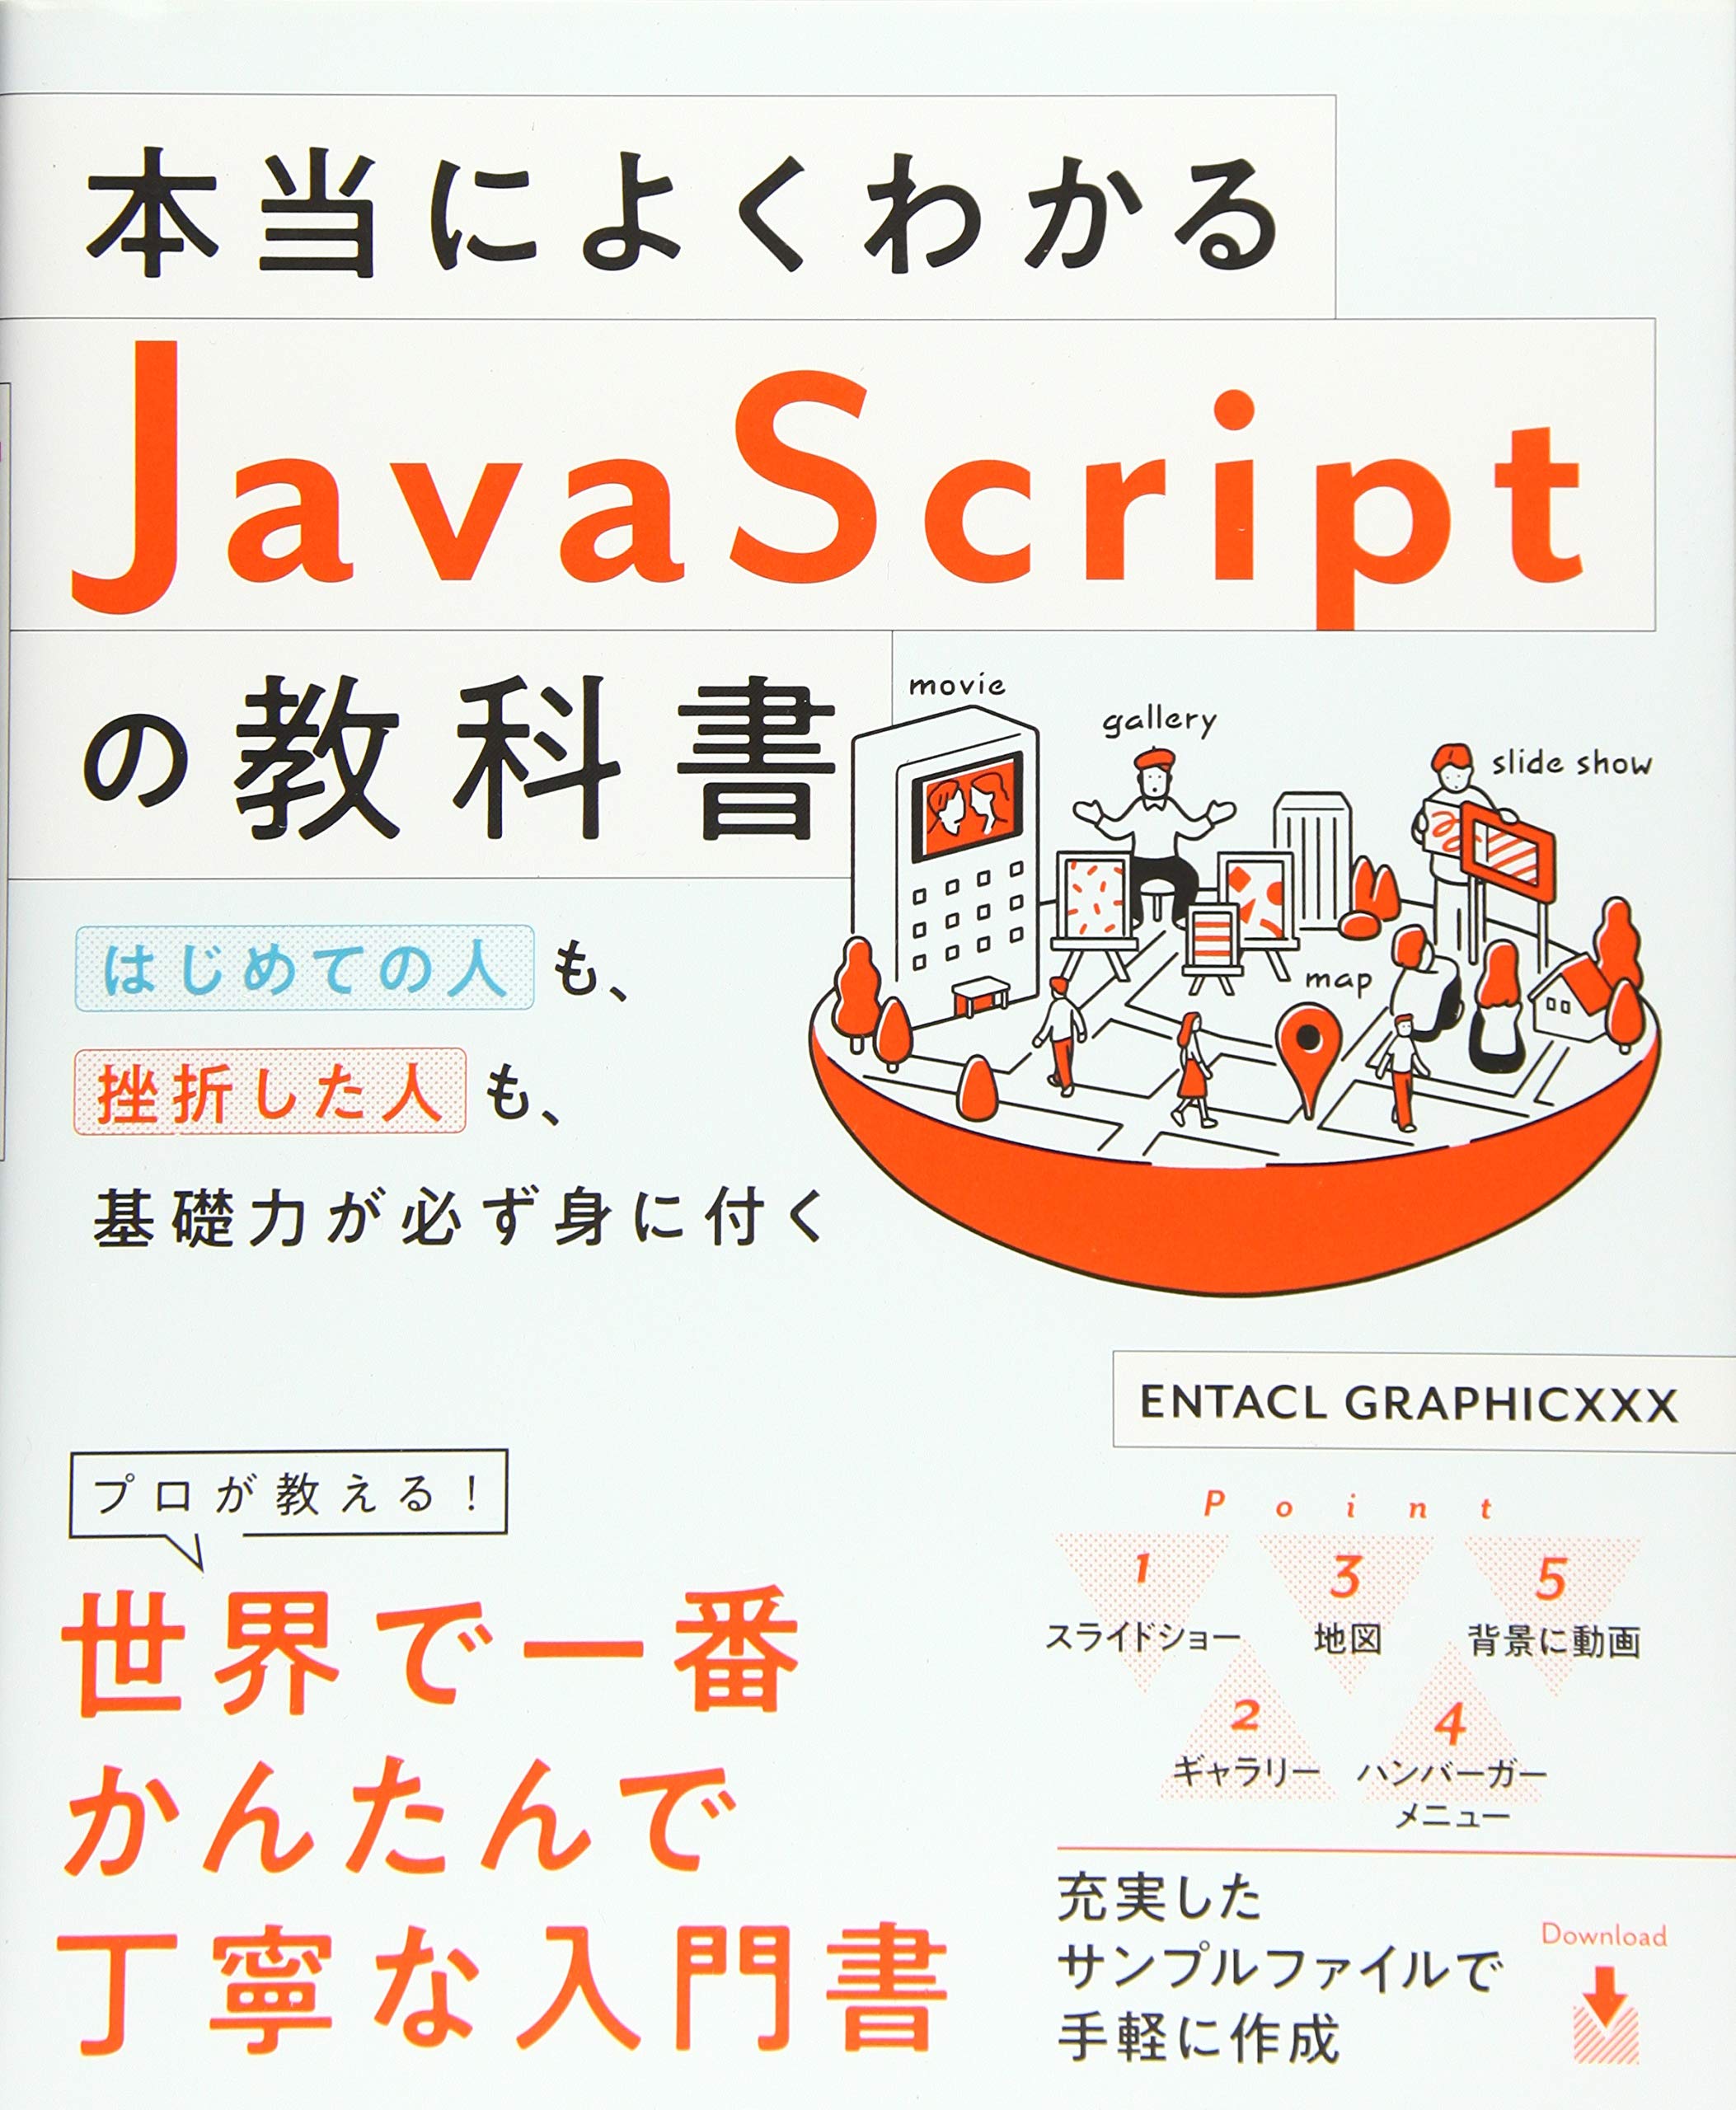 本当によくわかる
JavaScript
の教科書
movie
gallery
slide show
map
はじめての人も、
挫折した人も、
基礎力が必ず身に付く
ENTACL GRAPHICXXX
プロが教える!
世界で一番
かんたんで
丁寧な入門書
Point
1
スライドショー
2
ギャラリー
3
地図
4
ハンバーガー
メニュー
5
背景に動画
充実した
サンプルファイルで
手軽に作成
Download